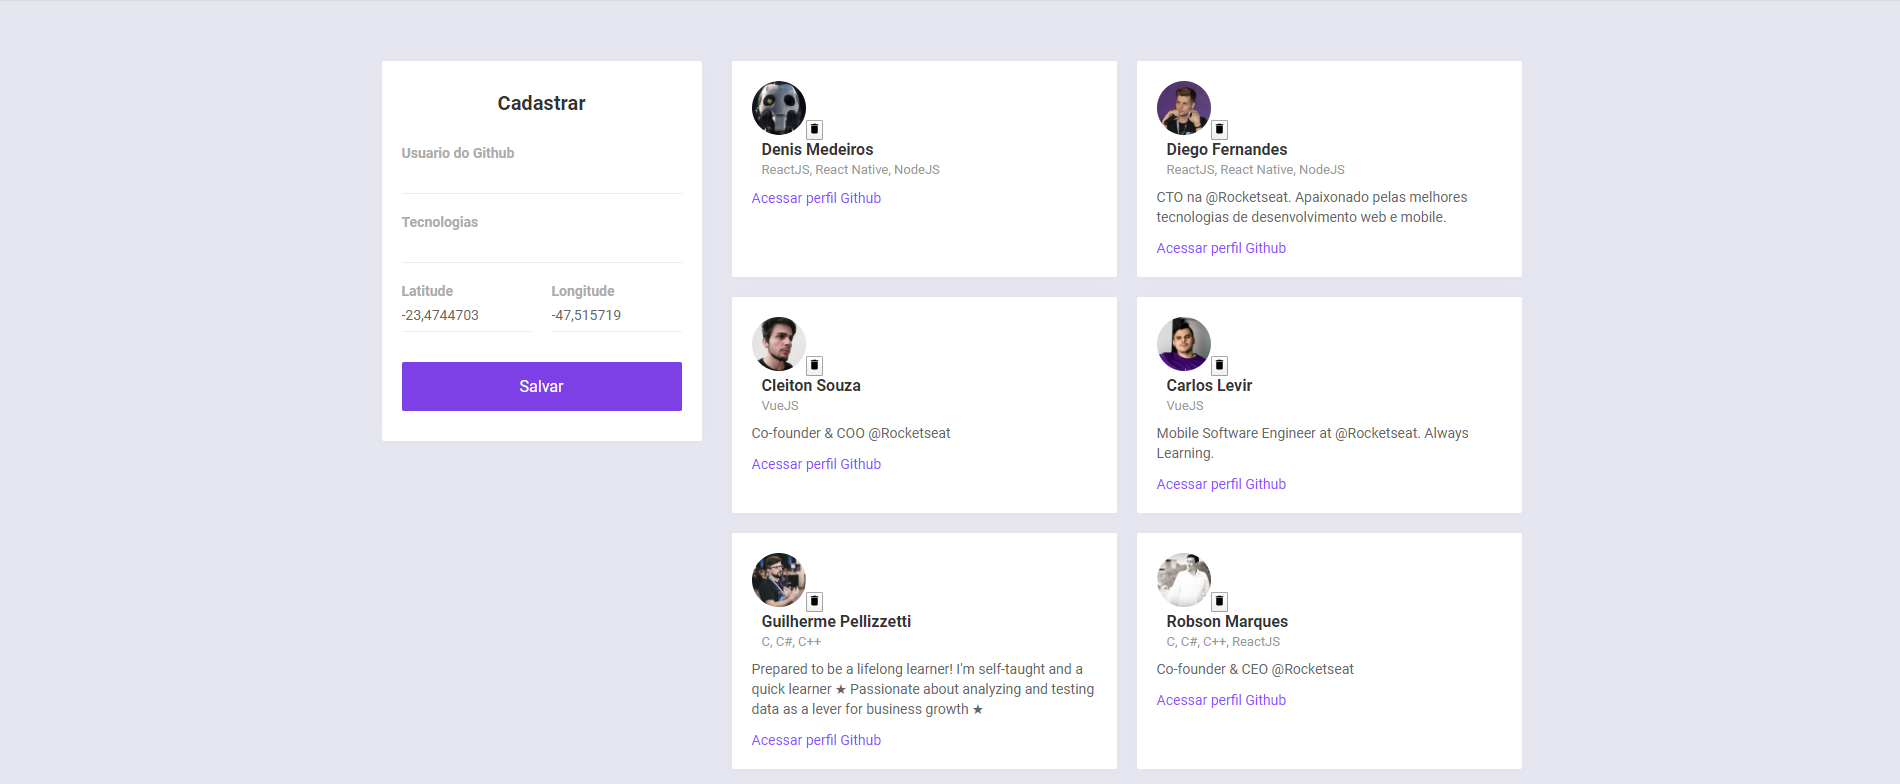 Cadastrar
Usuario do Github
Tecnologias
Latitude
Longitude
-23,4744703
-47,515719
Salvar
Denis Medeiros
ReactJS, React Native, NodeJS
Acessar perfil Github
Diego Fernandes
ReactJS, React Native, NodeJS
CTO na @Rocketseat. Apaixonado pelas melhores
tecnologias de desenvolvimento web e mobile.
Acessar perfil Github
Cleiton Souza
VueJS
Co-founder & COO @Rocketseat
Acessar perfil Github
Carlos Levir
VueJS
Mobile Software Engineer at @Rocketseat. Always
Learning.
Acessar perfil Github
Guilherme Pellizzetti
C, C#, C++
Prepared to be a lifelong learner! I'm self-taught and a
quick learner ★ Passionate about analyzing and testing
data as a lever for business growth ★
Acessar perfil Github
Robson Marques
C, C#, C++, ReactJS
Co-founder & CEO @Rocketseat
Acessar perfil Github